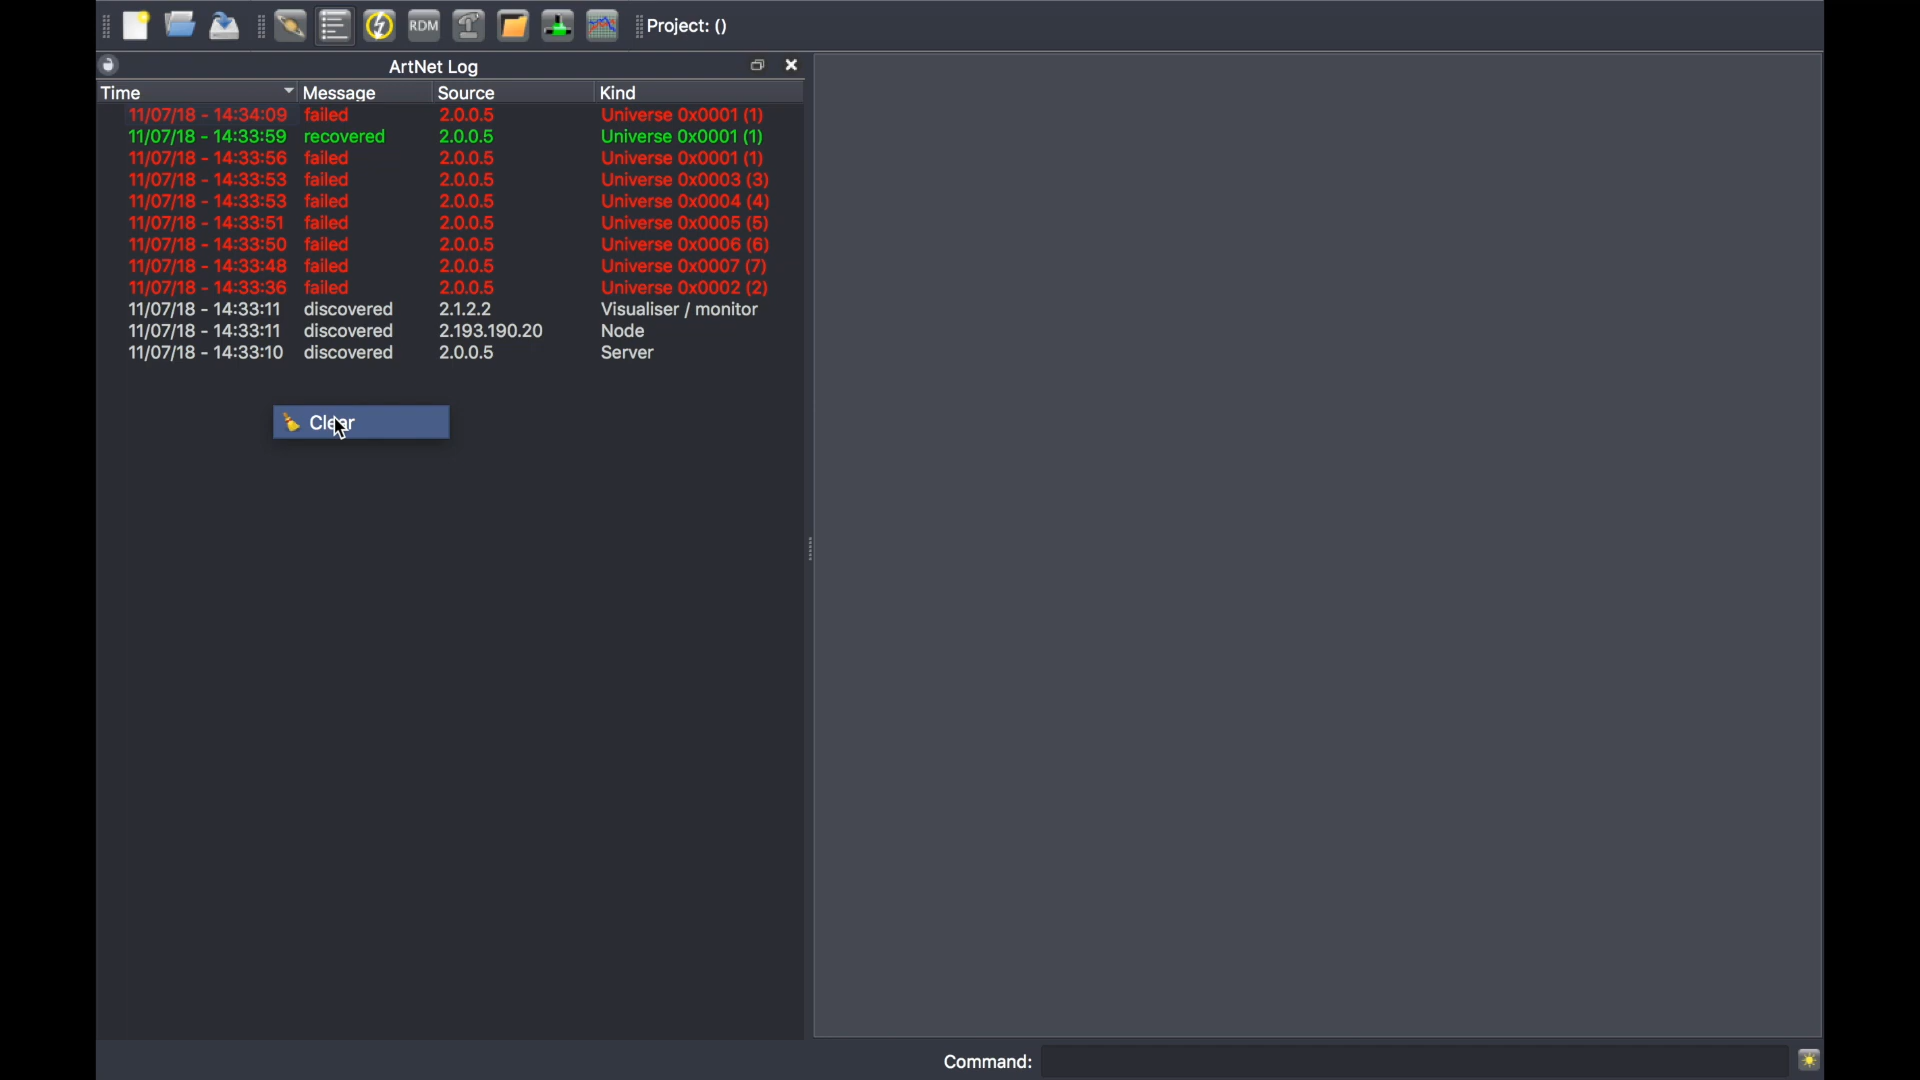 RDM Project: ()
ArtNet Log
Time Message Source Kind
11/07/18 - 14:34:09 failed 2.0.0.5 Universe 0x0001 (1)
11/07/18 - 14:33:59 recovered 2.0.0.5 Universe 0x0001 (1)
11/07/18 - 14:33:56 failed 2.0.0.5 Universe 0x0001 (1)
11/07/18 - 14:33:53 failed 2.0.0.5 Universe 0x0003 (3)
11/07/18 - 14:33:53 failed 2.0.0.5 Universe 0x0004 (4)
11/07/18 - 14:33:51 failed 2.0.0.5 Universe 0x0005 (5)
11/07/18 - 14:33:50 failed 2.0.0.5 Universe 0x0006 (6)
11/07/18 - 14:33:48 failed 2.0.0.5 Universe 0x0007 (7)
11/07/18 - 14:33:36 failed 2.0.0.5 Universe 0x0002 (2)
11/07/18 - 14:33:11 discovered 2.1.2.2 Visualiser / monitor
11/07/18 - 14:33:11 discovered 2.193.190.20 Node
11/07/18 - 14:33:10 discovered 2.0.0.5 Server
Clear
Command: